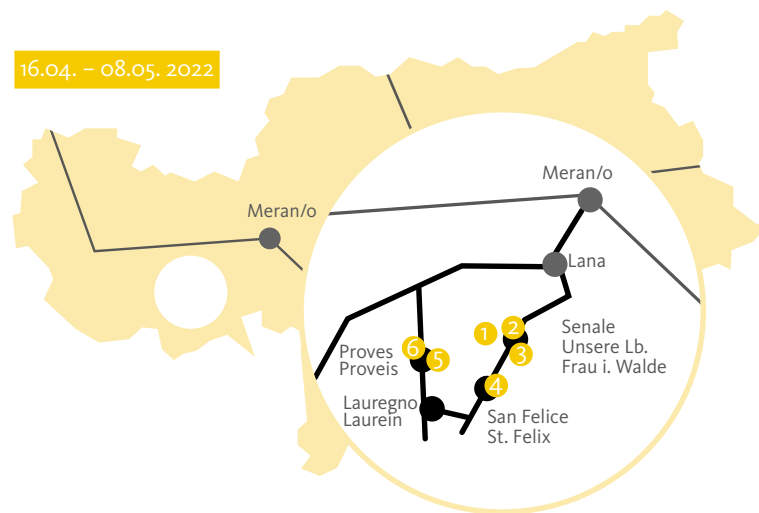 16.04. – 08.05. 2022
Meran/o
Meran/o
Lana
1
2
3
Senale
Unsere Lb.
Frau i. Walde
6
5
Proves
Proveis
4
Lauregno
Laurein
San Felice
St. Felix